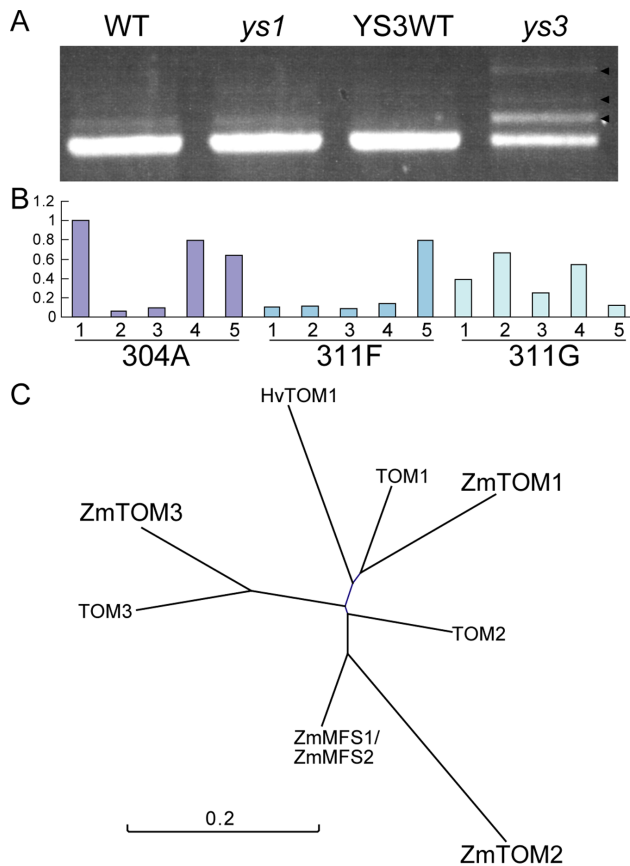 A
WT ys1 YS3WT ys3
B
1.2
1
0.8
0.6
0.4
0.2
0
1 2 3 4 5 1 2 3 4 5 1 2 3 4 5
304A 311F 311G
C
HvTOM1
TOM1
ZmTOM1
ZmTOM3
TOM3
TOM2
ZmMFS1/
ZmMFS2
0.2
ZmTOM2